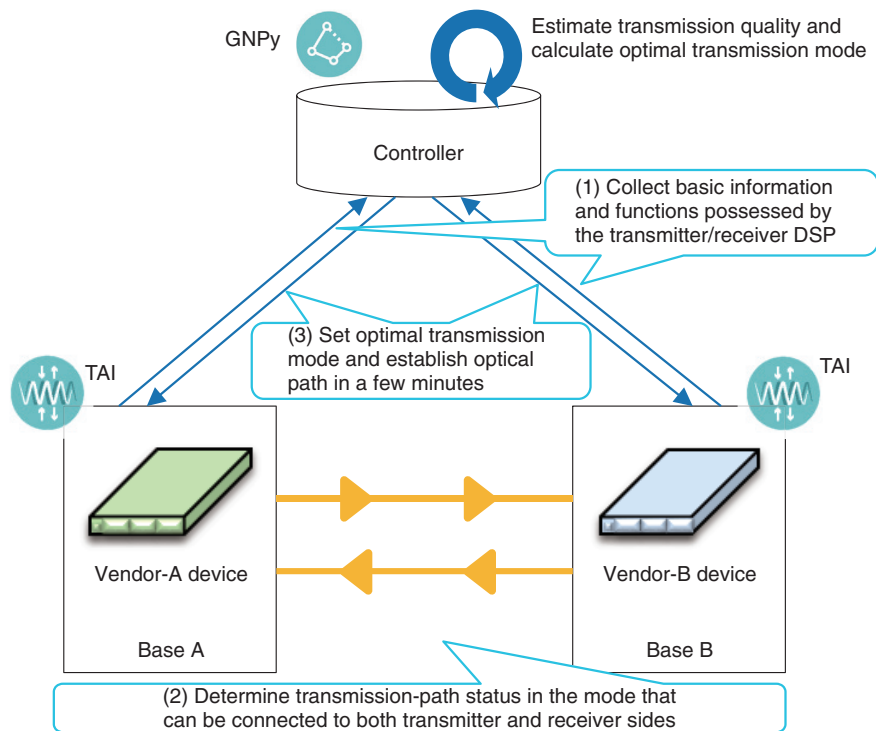 GNPy
Estimate transmission quality and
calculate optimal transmission mode
Controller
(1) Collect basic information
and functions possessed by
the transmitter/receiver DSP
(3) Set optimal transmission
mode and establish optical
path in a few minutes
TAI
TAI
Vendor-A device
Vendor-B device
Base A
Base B
(2) Determine transmission-path status in the mode that
can be connected to both transmitter and receiver sides